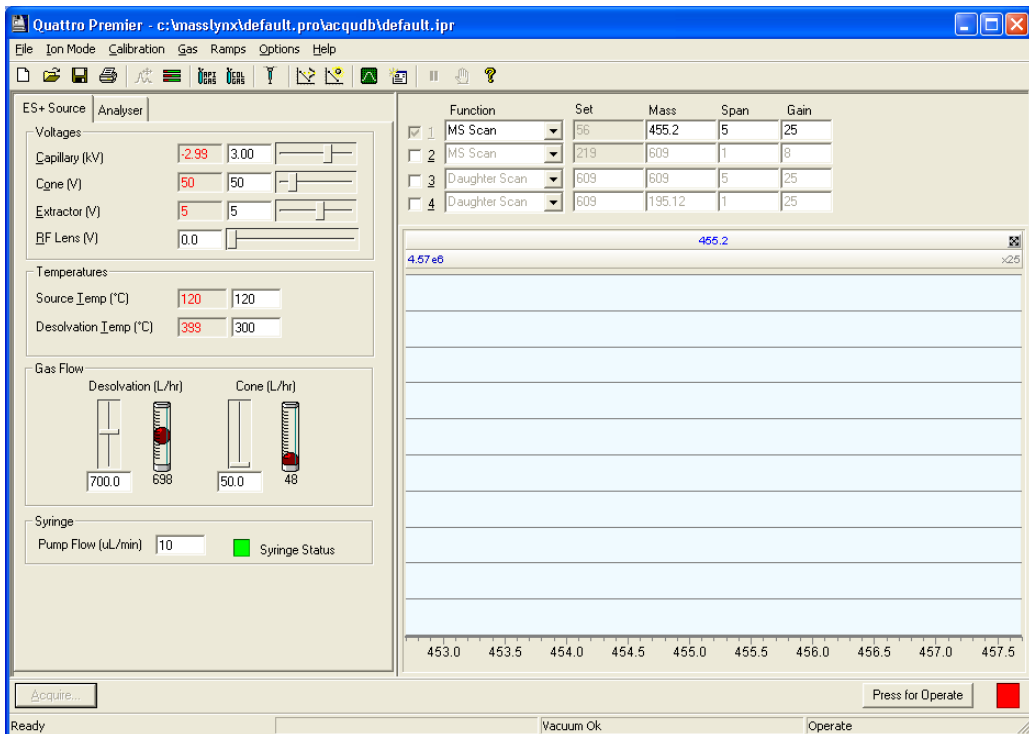 Quattro Premier - c:\masslynx\default.pro\acqudb\default.ipr
File Ion Mode Calibration Gas Ramps Options Help
ES+ Source Analyser
Voltages
Capillary (kV) -2.99 3.00
Cone (V) 50 50
Extractor (V) 5 5
RF Lens (V) 0.0
Temperatures
Source Temp (°C) 120 120
Desolvation Temp (°C) 399 300
Gas Flow
Desolvation (L/hr) Cone (L/hr)
700.0 698 50.0 48
Syringe
Pump Flow (uL/min) 10 Syringe Status
Function Set Mass Span Gain
1 MS Scan 56 455.2 5 25
2 MS Scan 219 609 1 8
3 Daughter Scan 609 609 5 25
4 Daughter Scan 609 195.12 1 25
455.2
4.57e6 x25
453.0 453.5 454.0 454.5 455.0 455.5 456.0 456.5 457.0 457.5
Acquire... Press for Operate
Ready Vacuum Ok Operate